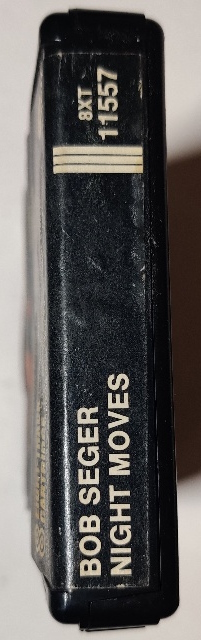 BOB SEGER
NIGHT MOVES
8XT
11557